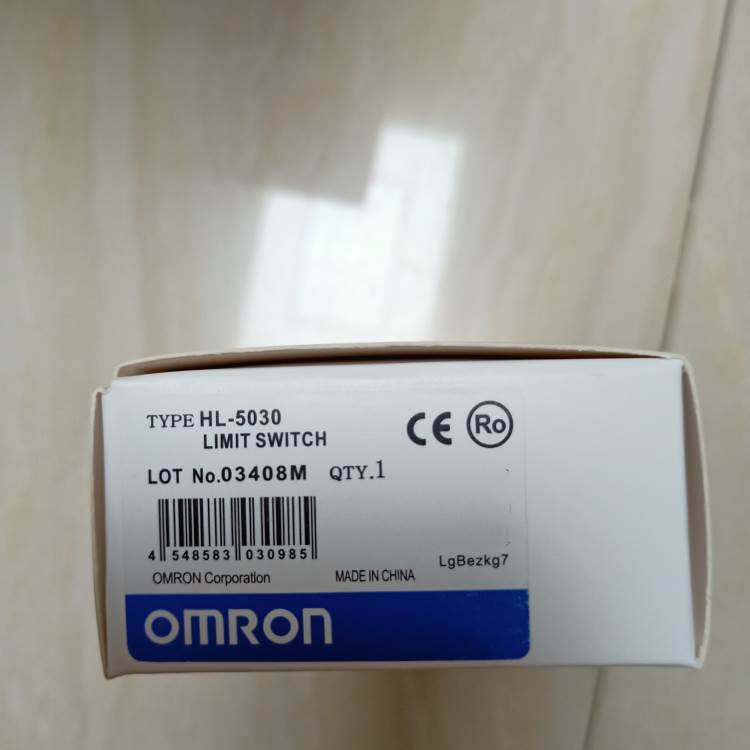 TYPE HL-5030
LIMIT SWITCH
CE Ro
LOT No.03408M QTY.1
4 548583 030985
LgBezkg7
OMRON Corporation MADE IN CHINA
OMRON